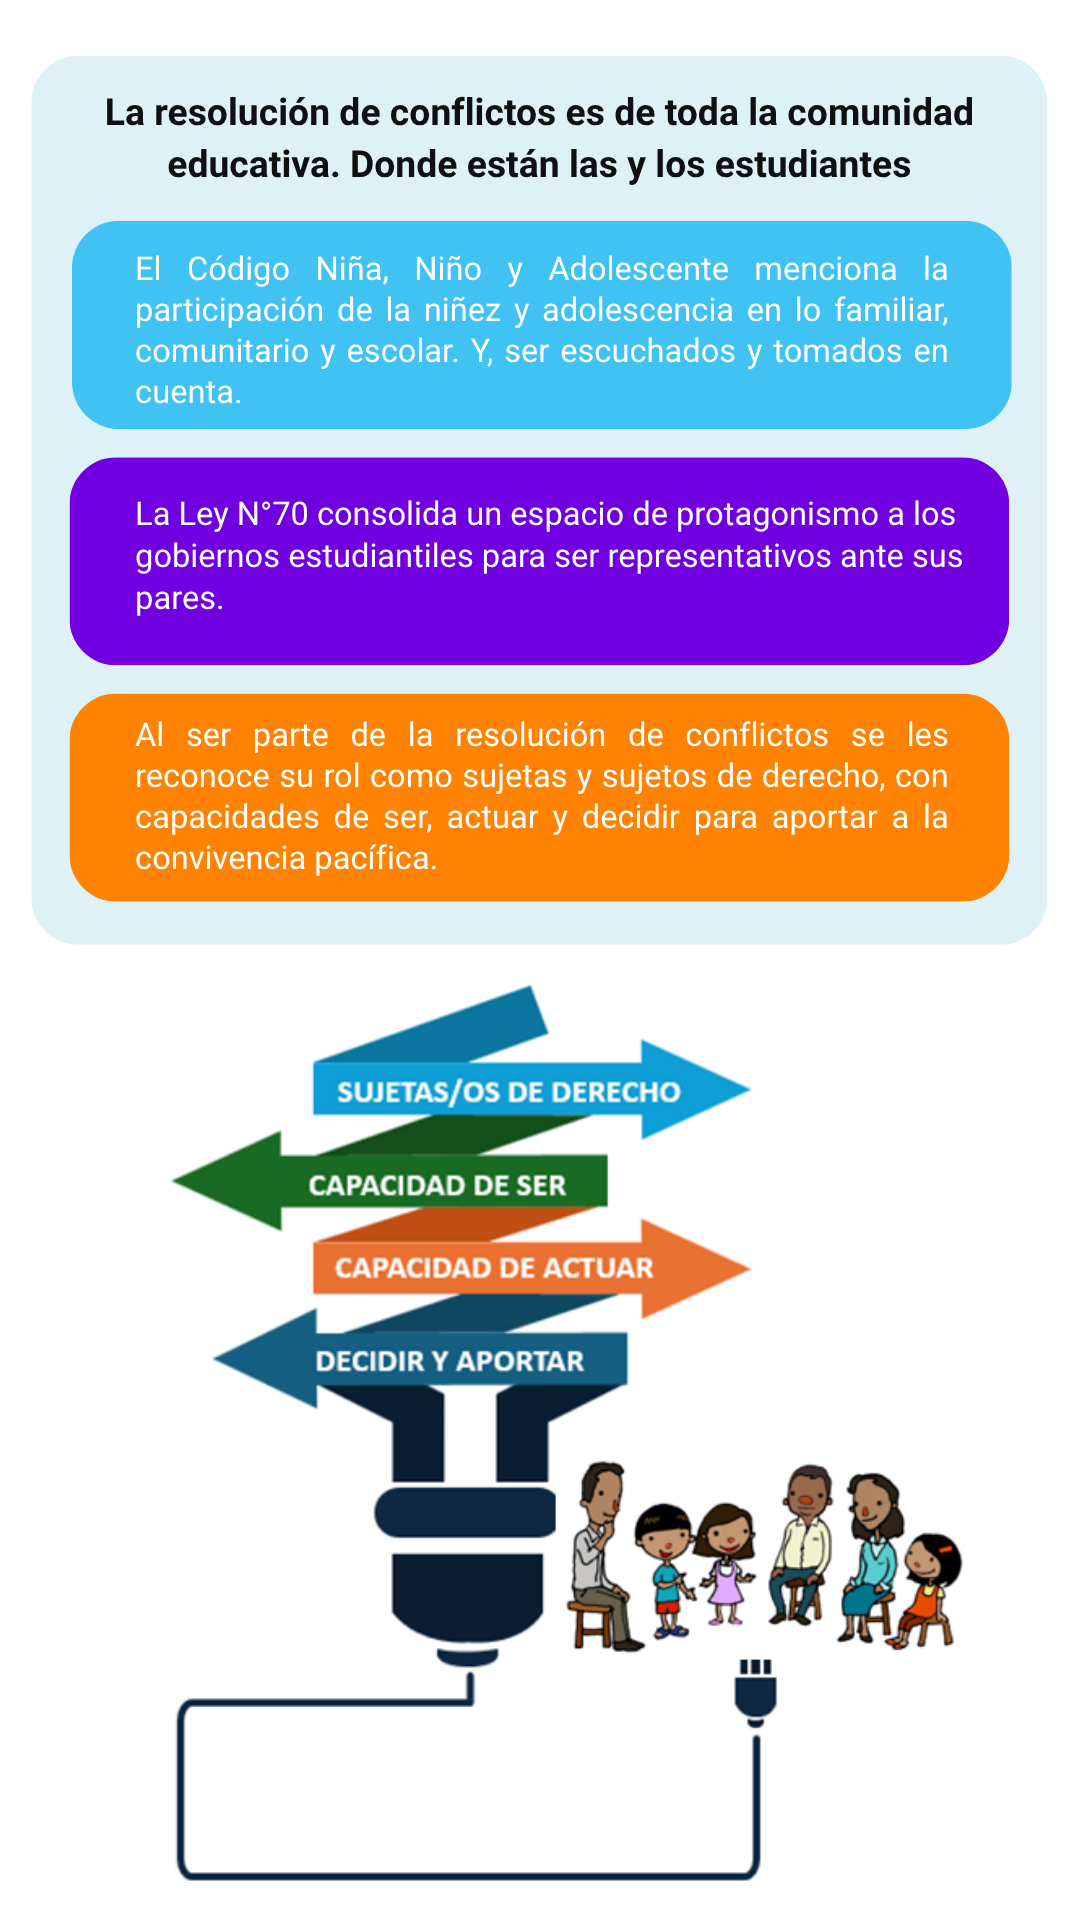 La resolución de conflictos es de toda la comunidad
educativa. Donde están las y los estudiantes
El Código Niña, Niño y Adolescente menciona la
participación de la niñez y adolescencia en lo familiar,
comunitario y escolar. Y, ser escuchados y tomados en
cuenta.
La Ley N°70 consolida un espacio de protagonismo a los
gobiernos estudiantiles para ser representativos ante sus
pares.
Al ser parte de la resolución de conflictos se les
reconoce su rol como sujetas y sujetos de derecho, con
capacidades de ser, actuar y decidir para aportar a la
convivencia pacífica.
SUJETAS/OS DE DERECHO
CAPACIDAD DE SER
CAPACIDAD DE ACTUAR
DECIDIR Y APORTAR